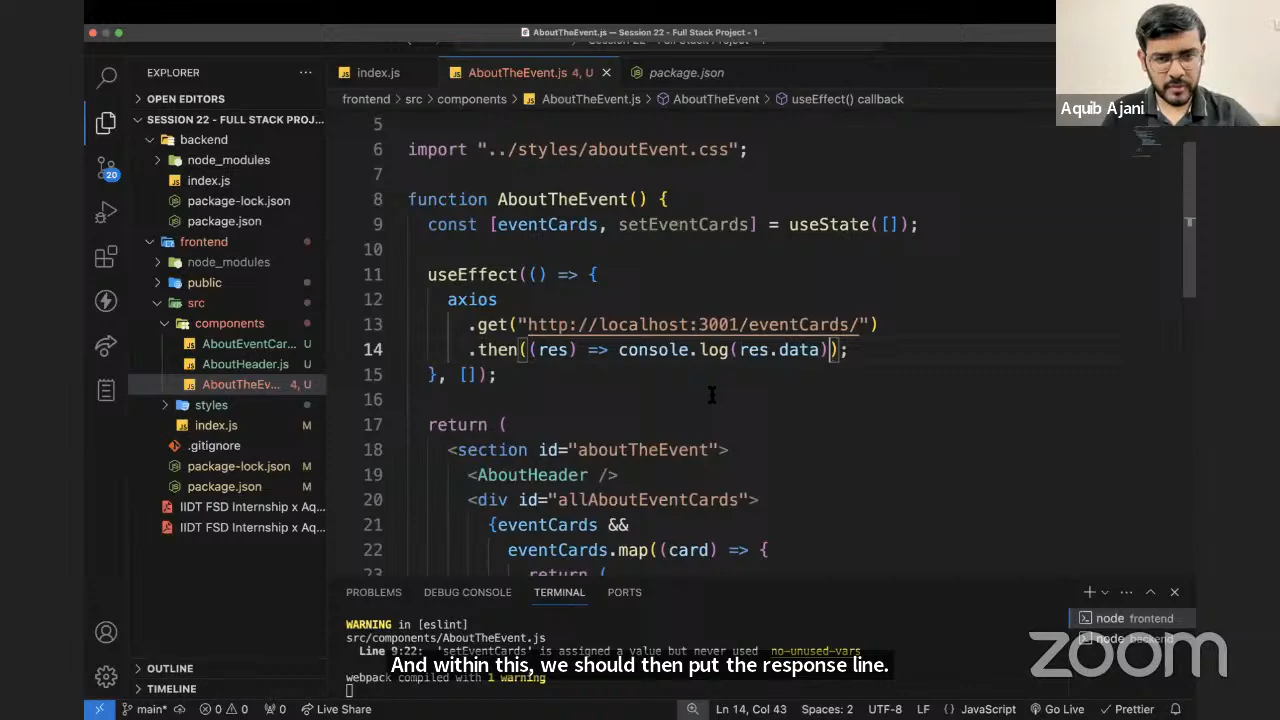 AboutTheEvent.js — Session 22 - Full Stack Project - 1
Aquib Ajani
EXPLORER
index.js
AboutTheEvent.js 4, U
package.json
OPEN EDITORS
frontend > src > components > AboutTheEvent.js > AboutTheEvent > useEffect() callback
SESSION 22 - FULL STACK PROJ...
backend
node_modules
index.js
package-lock.json
package.json
frontend
node_modules
public
src
components
AboutEventCar... U
AboutHeader.js U
AboutTheEv... 4, U
styles
index.js M
.gitignore
package-lock.json M
package.json M
IIDT FSD Internship x Aq...
IIDT FSD Internship x Aq...
OUTLINE
TIMELINE
20
5
6 import "../styles/aboutEvent.css";
7
8 function AboutTheEvent() {
9 const [eventCards, setEventCards] = useState([]);
10
11 useEffect(() => {
12 axios
13 .get("http://localhost:3001/eventCards/")
14 .then((res) => console.log(res.data));
15 }, []);
16
17 return (
18 <section id="aboutTheEvent">
19 <AboutHeader />
20 <div id="allAboutEventCards">
21 {eventCards &&
22 eventCards.map((card) => {
23 return (
PROBLEMS DEBUG CONSOLE TERMINAL PORTS
WARNING in [eslint]
src/components/AboutTheEvent.js
Line 9:22: 'setEventCards' is assigned a value but never used no-unused-vars
webpack compiled with 1 warning
node frontend
node backend
And within this, we should then put the response line.
zoom
main* 0 0 0 Live Share Ln 14, Col 43 Spaces: 2 UTF-8 LF {} JavaScript Go Live Prettier